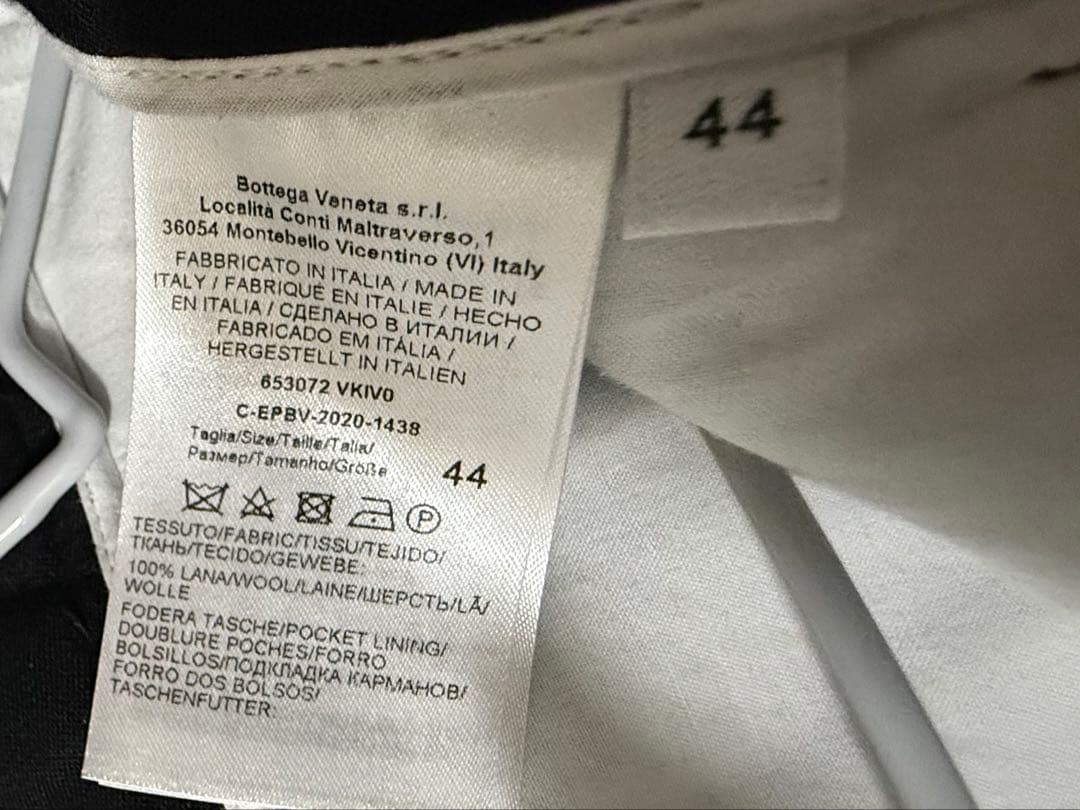 44
Bottega Veneta s.r.l.
Località Conti Maltraverso,1
36054 Montebello Vicentino (VI) Italy
FABBRICATO IN ITALIA / MADE IN
ITALY / FABRIQUÉ EN ITALIE / HECHO
EN ITALIA / СДЕЛАНО В ИТАЛИИ /
FABRICADO EM ITÁLIA /
HERGESTELLT IN ITALIEN
653072 VKIV0
C-EPBV-2020-1438
Taglia/Size/Taille/Talla/
Размер/Tamanho/Größe 44
P
TESSUTO/FABRIC/TISSU/TEJIDO/
ТКАНЬ/TECIDO/GEWEBE:
100% LANA/WOOL/LAINE/ШЕРСТЬ/LÃ/
WOLLE
FODERA TASCHE/POCKET LINING/
DOUBLURE POCHES/FORRO
BOLSILLOS/ПОДКЛАДКА КАРМАНОВ/
FORRO DOS BOLSOS/
TASCHENFUTTER: